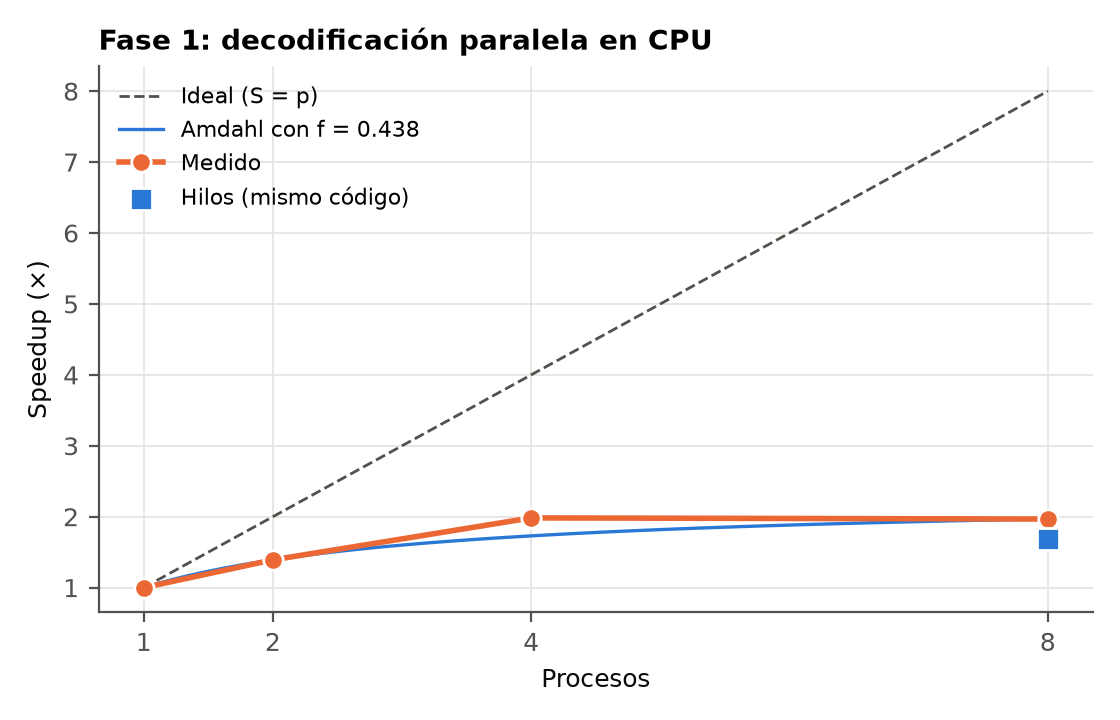 Fase 1: decodificación paralela en CPU
Ideal (S = p)
Amdahl con f = 0.438
Medido
Hilos (mismo código)
Speedup (×)
8
7
6
5
4
3
2
1
1 2 4 8
Procesos